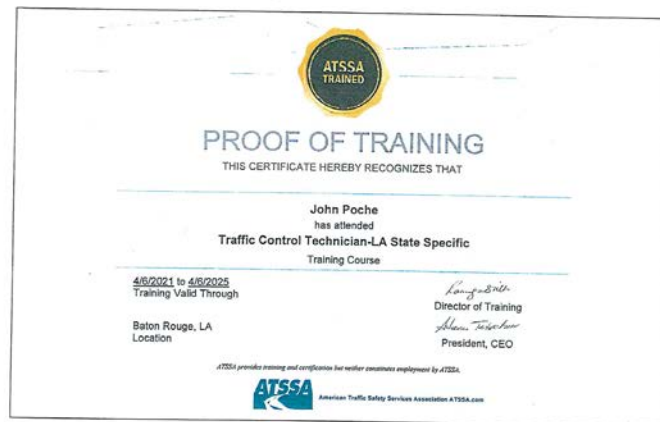 ATSSA
TRAINED
PROOF OF TRAINING
THIS CERTIFICATE HEREBY RECOGNIZES THAT
John Poche
has attended
Traffic Control Technician-LA State Specific
Training Course
4/6/2021 to 4/6/2025
Training Valid Through
Director of Training
Baton Rouge, LA
Location
President, CEO
ATSSA provides training and certification but neither constitutes employment by ATSSA.
ATSSA
American Traffic Safety Services Association ATSSA.com